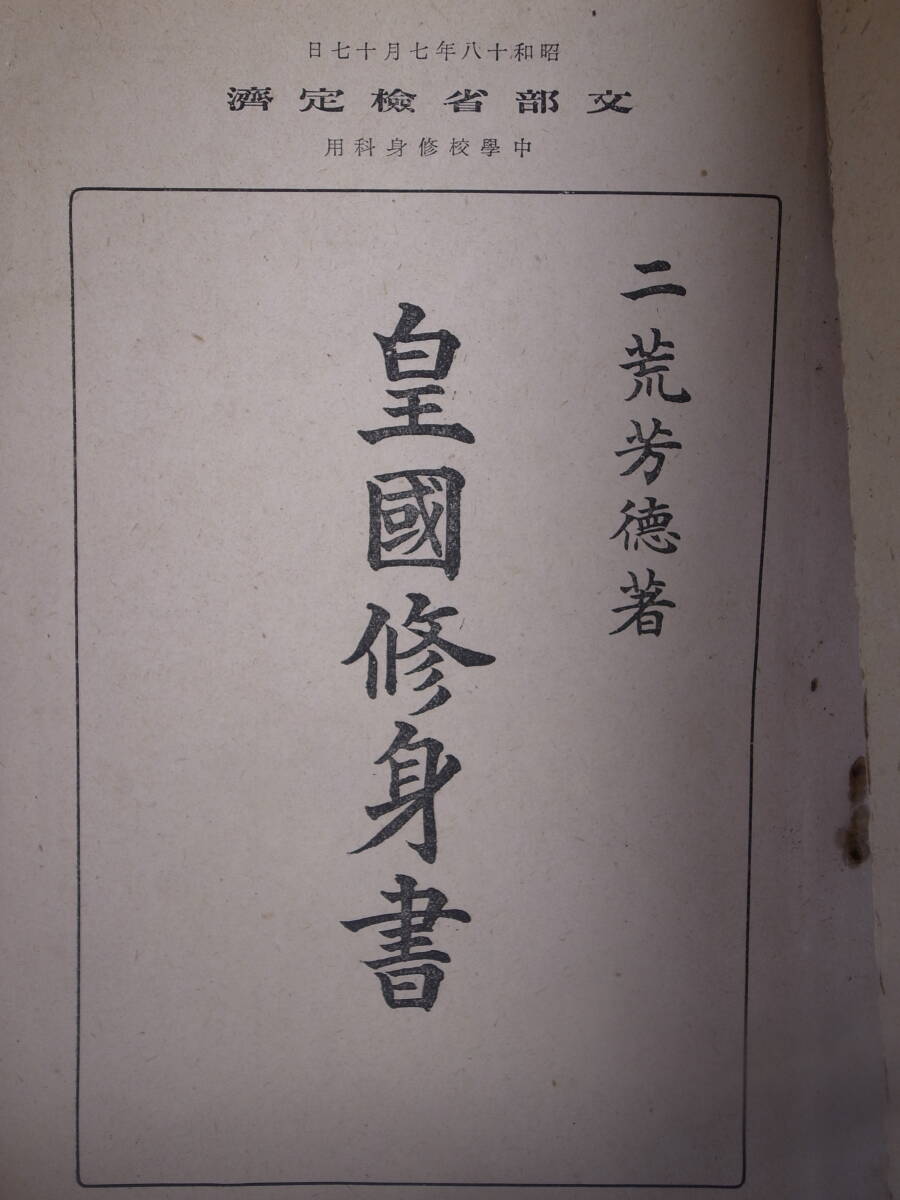 昭和十八年七月十七日
文部省檢定濟
中學校修身科用
二荒芳德著
皇國修身書